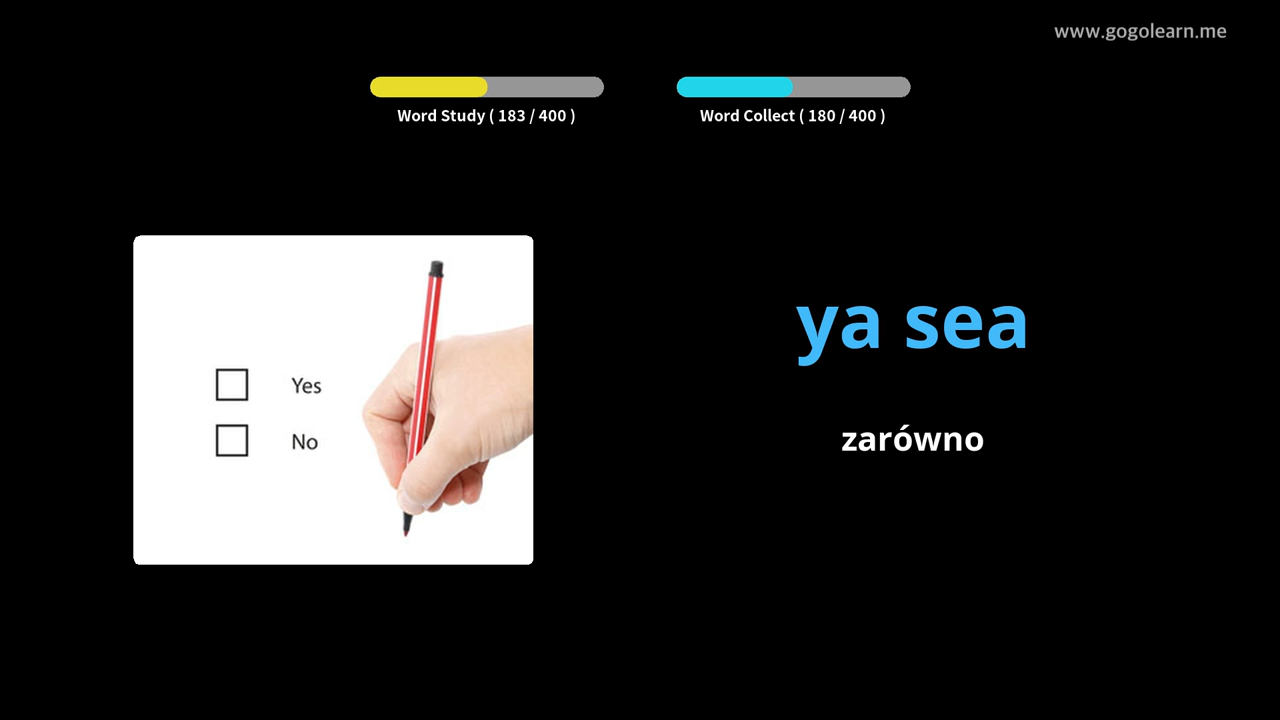 www.gogolearn.me
Word Study ( 183 / 400 )
Word Collect ( 180 / 400 )
Yes
No
ya sea
zarówno